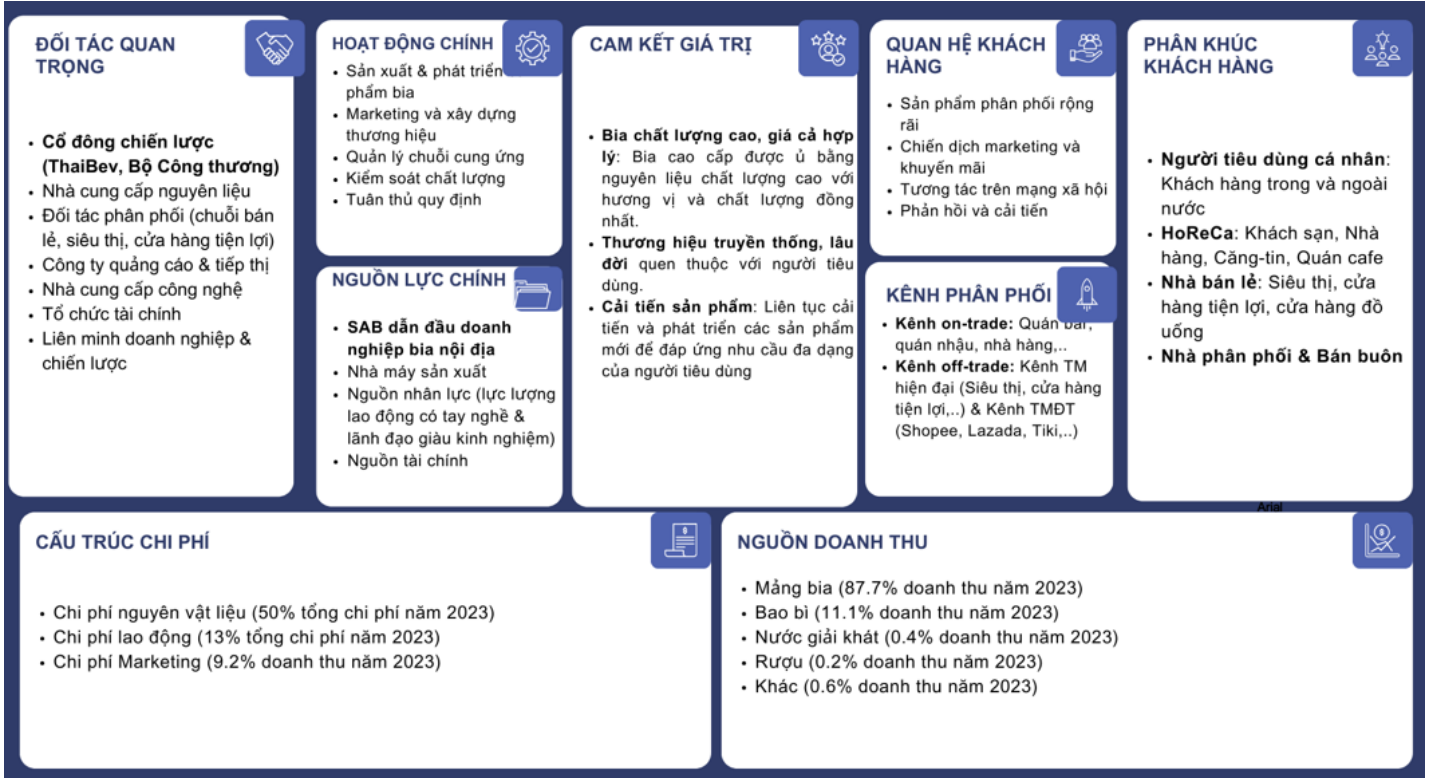 ĐỐI TÁC QUAN
TRỌNG
• Cổ đông chiến lược
(ThaiBev, Bộ Công thương)
• Nhà cung cấp nguyên liệu
• Đối tác phân phối (chuỗi bán
lẻ, siêu thị, cửa hàng tiện lợi)
• Công ty quảng cáo & tiếp thị
• Nhà cung cấp công nghệ
• Tổ chức tài chính
• Liên minh doanh nghiệp &
chiến lược
HOẠT ĐỘNG CHÍNH
• Sản xuất & phát triển
phẩm bia
• Marketing và xây dựng
thương hiệu
• Quản lý chuỗi cung ứng
• Kiểm soát chất lượng
• Tuân thủ quy định
NGUỒN LỰC CHÍNH
• SAB dẫn đầu doanh
nghiệp bia nội địa
• Nhà máy sản xuất
• Nguồn nhân lực (lực lượng
lao động có tay nghề &
lãnh đạo giàu kinh nghiệm)
• Nguồn tài chính
CAM KẾT GIÁ TRỊ
• Bia chất lượng cao, giá cả hợp
lý: Bia cao cấp được ủ bằng
nguyên liệu chất lượng cao với
hương vị và chất lượng đồng
nhất.
• Thương hiệu truyền thống, lâu
đời quen thuộc với người tiêu
dùng.
• Cải tiến sản phẩm: Liên tục cải
tiến và phát triển các sản phẩm
mới để đáp ứng nhu cầu đa dạng
của người tiêu dùng
QUAN HỆ KHÁCH
HÀNG
• Sản phẩm phân phối rộng
rãi
• Chiến dịch marketing và
khuyến mãi
• Tương tác trên mạng xã hội
• Phản hồi và cải tiến
KÊNH PHÂN PHỐI
• Kênh on-trade: Quán bar,
quán nhậu, nhà hàng,..
• Kênh off-trade: Kênh TM
hiện đại (Siêu thị, cửa hàng
tiện lợi,..) & Kênh TMĐT
(Shopee, Lazada, Tiki,..)
PHÂN KHÚC
KHÁCH HÀNG
• Người tiêu dùng cá nhân:
Khách hàng trong và ngoài
nước
• HoReCa: Khách sạn, Nhà
hàng, Căng-tin, Quán cafe
• Nhà bán lẻ: Siêu thị, cửa
hàng tiện lợi, cửa hàng đồ
uống
• Nhà phân phối & Bán buôn
Arial
CẤU TRÚC CHI PHÍ
• Chi phí nguyên vật liệu (50% tổng chi phí năm 2023)
• Chi phí lao động (13% tổng chi phí năm 2023)
• Chi phí Marketing (9.2% doanh thu năm 2023)
NGUỒN DOANH THU
• Mảng bia (87.7% doanh thu năm 2023)
• Bao bì (11.1% doanh thu năm 2023)
• Nước giải khát (0.4% doanh thu năm 2023)
• Rượu (0.2% doanh thu năm 2023)
• Khác (0.6% doanh thu năm 2023)